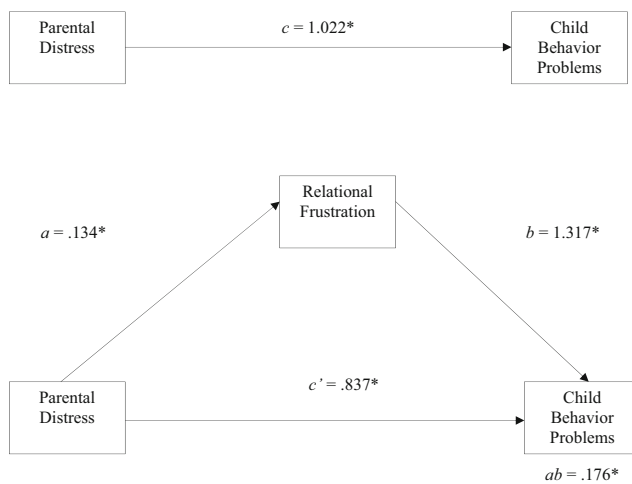 Parental
Distress
c = 1.022*
Child
Behavior
Problems
Relational
Frustration
a = .134*
b = 1.317*
Parental
Distress
c’ = .837*
Child
Behavior
Problems
ab = .176*